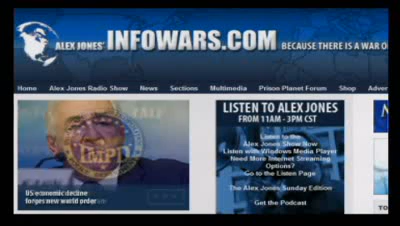 ALEX JONES' INFOWARS.COM BECAUSE THERE IS A WAR O
Home Alex Jones Radio Show News Sections Multimedia Prison Planet Forum Shop Adver
LISTEN TO ALEX JONES
FROM 11AM - 3PM CST
Listen to the
Alex Jones Show Now
Listen with Windows Media Player
Need More Internet Streaming
Options?
Go to the Listen Page
The Alex Jones Sunday Edition
Get the Podcast
IMPD
US economic decline
forges new world order
TO